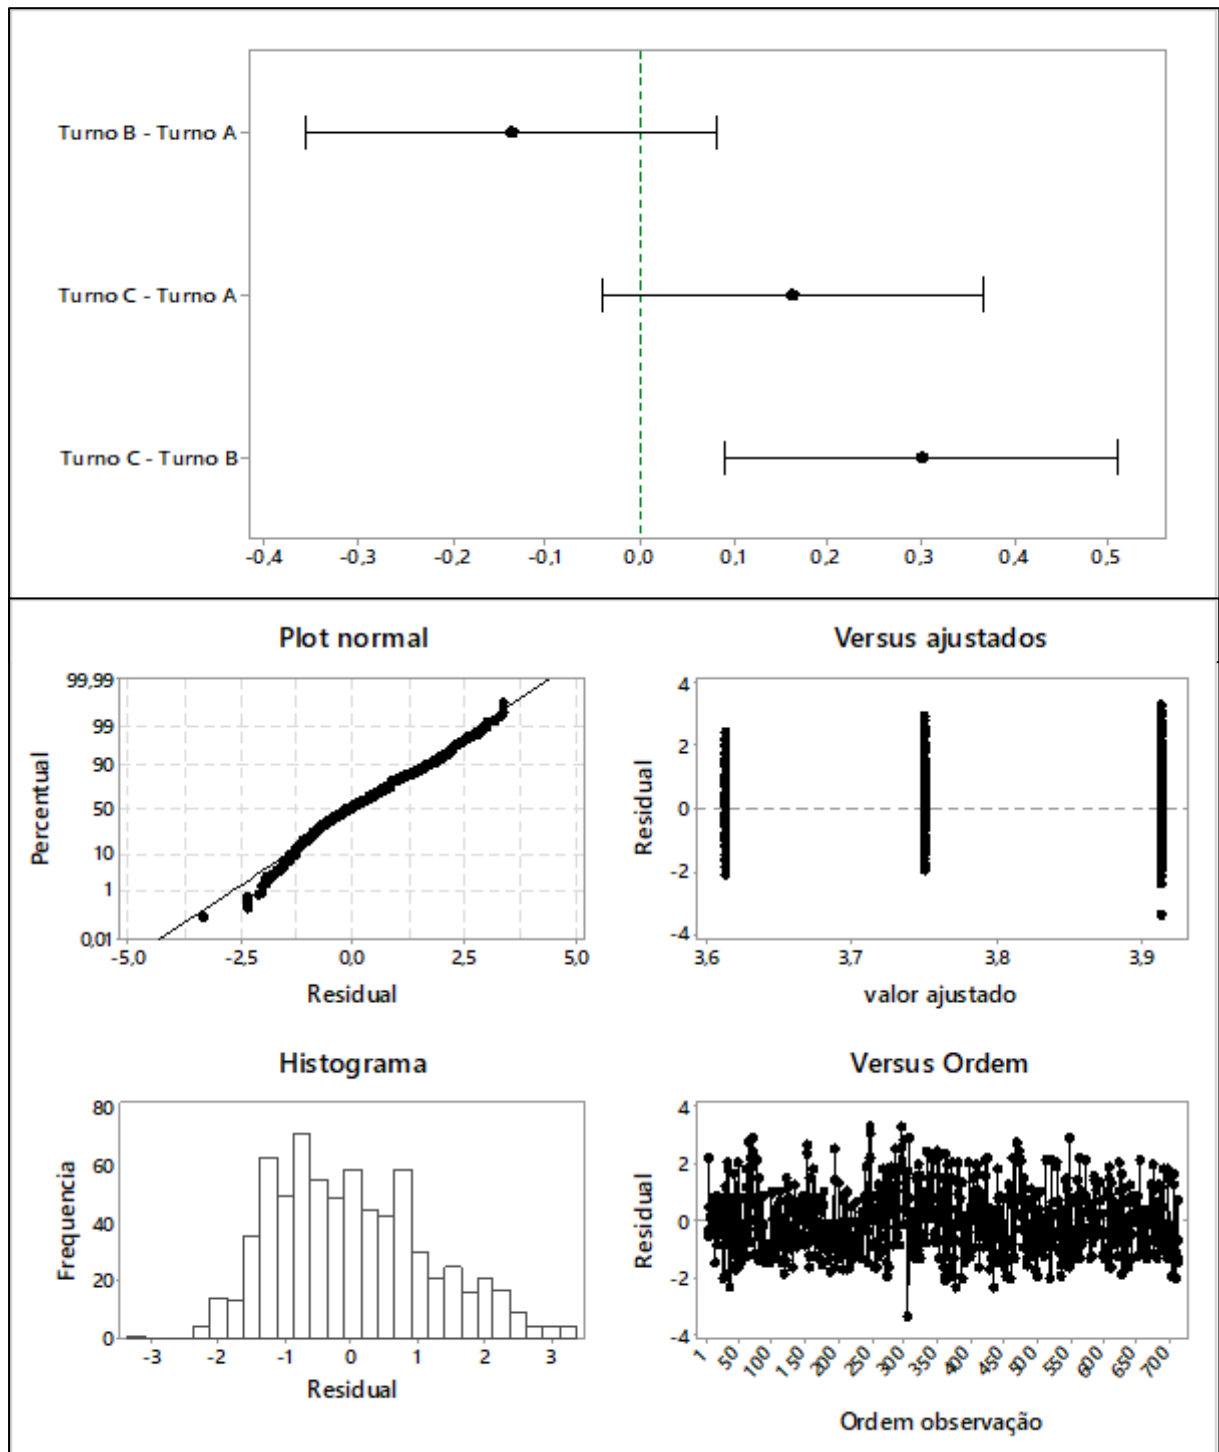 Turno B - Turno A
Turno C - Turno A
Turno C - Turno B
-0,4 -0,3 -0,2 -0,1 0,0 0,1 0,2 0,3 0,4 0,5
Plot normal
99,99
99
90
50
10
1
0,01
Percentual
-5,0 -2,5 0,0 2,5 5,0
Residual
Versus ajustados
4
2
0
-2
-4
Residual
3,6 3,7 3,8 3,9
valor ajustado
Histograma
80
60
40
20
0
Frequencia
-3 -2 -1 0 1 2 3
Residual
Versus Ordem
4
2
0
-2
-4
Residual
1 50 100 150 200 250 300 350 400 450 500 550 600 650 700
Ordem observação